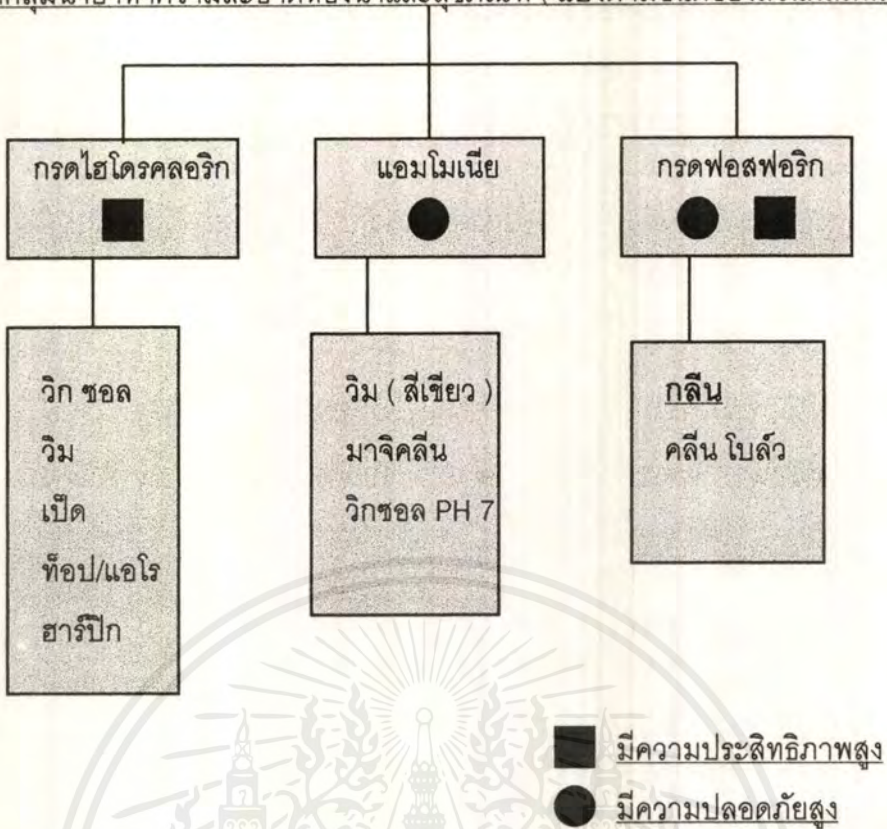 กรดไฮโดรคลอริก
แอมโมเนีย
กรดฟอสฟอริก
วิก ซอล
วิม
เป็ด
ท็อป/แอโร
ฮาร์ปิก
วิม ( สีเขียว )
มาจิคลีน
วิกซอล PH 7
กลีน
คลีน โบล์ว
มีความประสิทธิภาพสูง
มีความปลอดภัยสูง